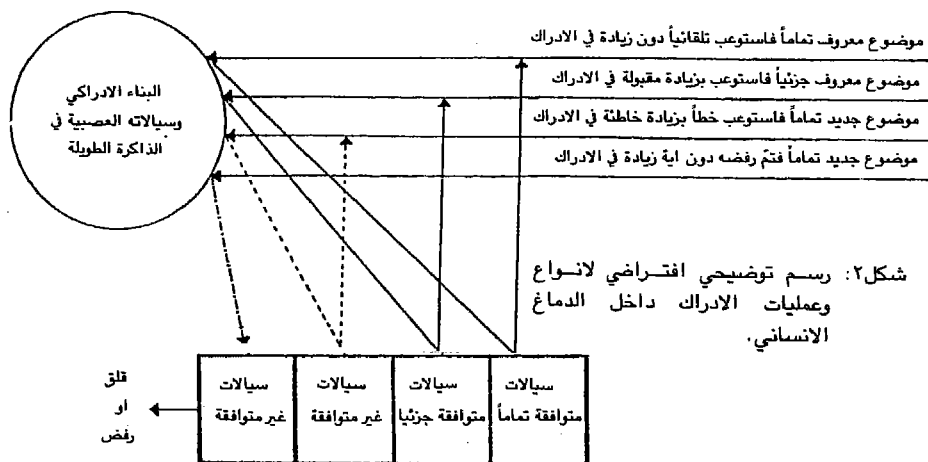 موضوع معروف تماماً فاستوعب تلقائياً دون زيادة في الادراك
موضوع معروف جزئياً فاستوعب بزيادة مقبولة في الادراك
موضوع جديد تماماً فاستوعب خطأ بزيادة خاطئة في الادراك
موضوع جديد تماماً فتمّ رفضه دون اية زيادة في الادراك
البناء الادراكي
وسيالاته العصبية في
الذاكرة الطويلة
شكل٢: رسم توضيحي افتراضي لانواع
وعمليات الادراك داخل الدماغ
الانساني.
سيالات
متوافقة تماماً
سيالات
متوافقة جزئيا
سيالات
غير متوافقة
سيالات
غير متوافقة
قلق
او
رفض